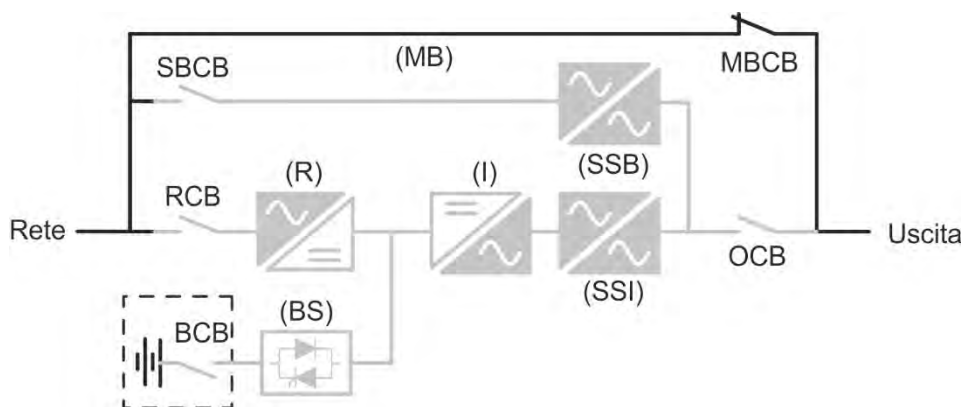 (MB)
MBCB
SBCB
(SSB)
(R)
(I)
RCB
Rete
Uscita
OCB
(SSI)
(BS)
BCB